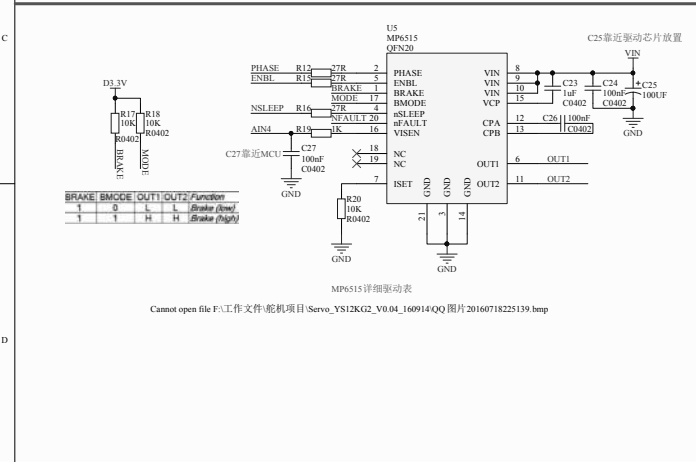 C
D
U5
MP6515
QFN20
C25靠近驱动芯片放置
VIN
D3.3V
R17
10K
R0402
R18
10K
R0402
BRAKE
MODE
PHASE R12 27R 2 PHASE
ENBL R15 27R 5 ENBL
BRAKE 1 BRAKE
MODE 17 BMODE
NSLEEP R16 27R 4 nSLEEP
NFAULT 20 nFAULT
AIN4 R19 1K 16 VISEN
C27靠近MCU
C27
100nF
C0402
GND
18 NC
19 NC
7 ISET
R20
10K
R0402
GND
VIN 8
VIN 9
VIN 10
VCP 15
C23
1uF
C0402
C24
100nF
C0402
+ C25
100UF
GND
CPA 12
CPB 13
C26 100nF
C0402
OUT1 6 OUT1
OUT2 11 OUT2
GND GND GND
21 3 14
GND
BRAKE BMODE OUT1 OUT2 Function
1 0 L L Brake (low)
1 1 H H Brake (high)
MP6515详细驱动表
Cannot open file F:\工作文件\舵机项目\Servo_YS12KG2_V0.04_160914\QQ图片20160718225139.bmp